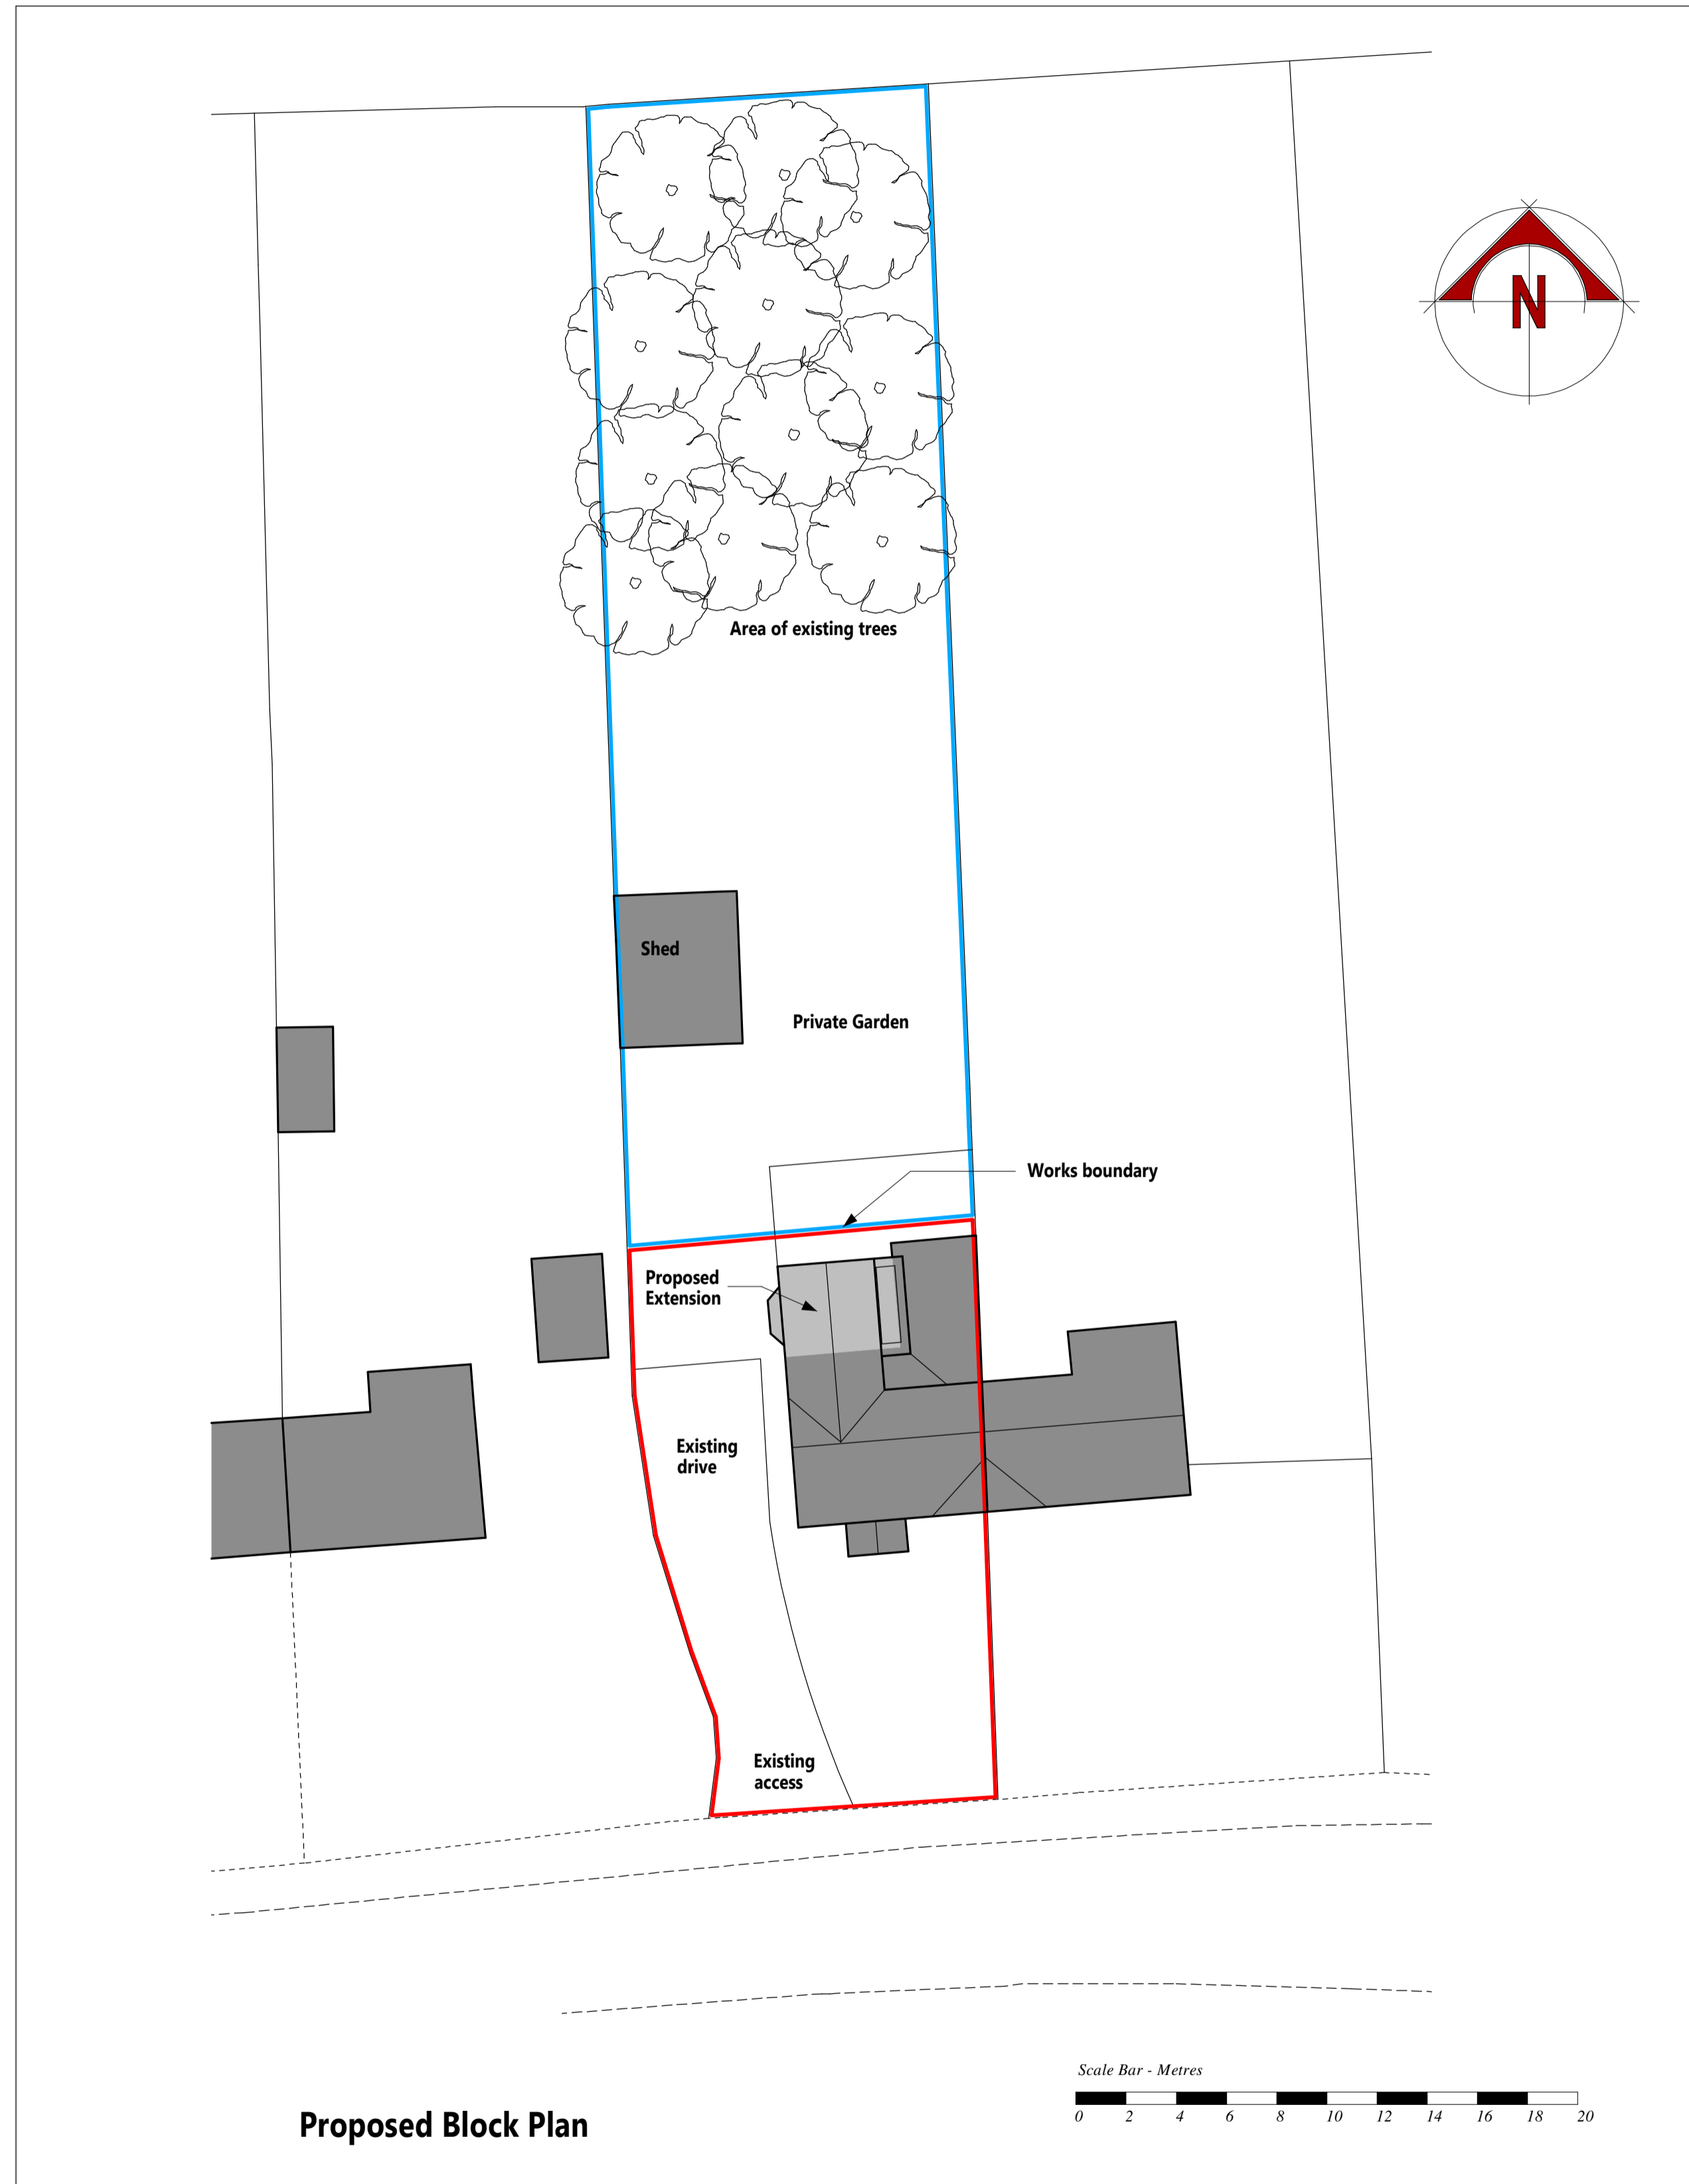 N
Area of existing trees
Shed
Private Garden
Works boundary
Proposed
Extension
Existing
drive
Existing
access
Scale Bar - Metres
0 2 4 6 8 10 12 14 16 18 20
Proposed Block Plan